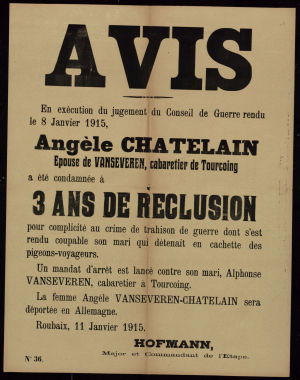 AVIS
En exécution du jugement du Conseil de Guerre rendu
le 8 Janvier 1915,
Angèle CHATELAIN
Epouse de VANSEVEREN, cabaretier de Tourcoing
a été condamnée à
3 ANS DE RECLUSION
pour complicité au crime de trahison de guerre dont s'est
rendu coupable son mari qui détenait en cachette des
pigeons-voyageurs.
Un mandat d'arrêt est lancé contre son mari, Alphonse
VANSEVEREN, cabaretier à Tourcoing.
La femme Angèle VANSEVEREN-CHATELAIN sera
déportée en Allemagne.
Roubaix, 11 Janvier 1915.
HOFMANN,
Major et Commandant de l'Etape.
N° 36.